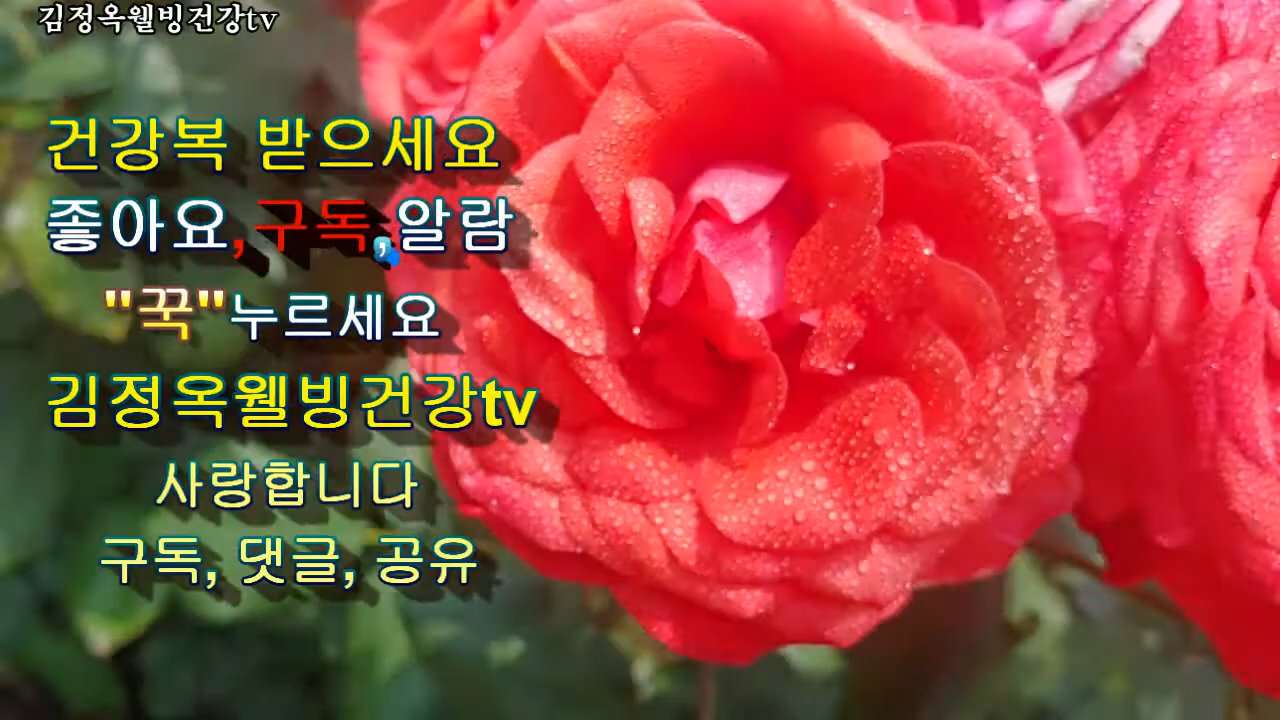 김정옥웰빙건강tv
건강복 받으세요
좋아요,구독,알람
"꾹"누르세요
김정옥웰빙건강tv
사랑합니다
구독, 댓글, 공유